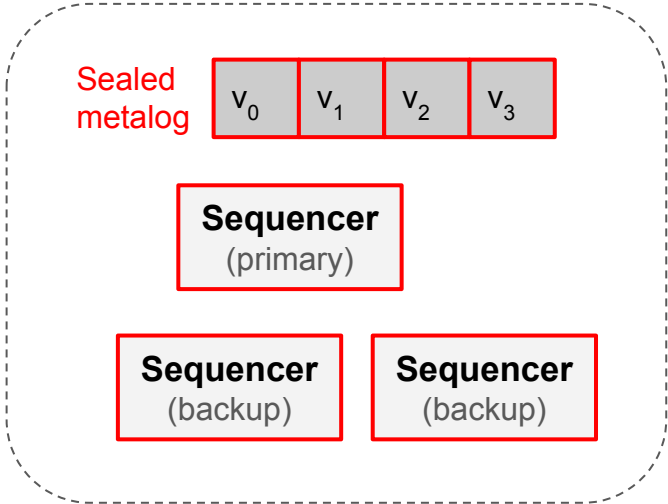 Sealed
metalog
v0 v1 v2 v3
Sequencer
(primary)
Sequencer
(backup)
Sequencer
(backup)